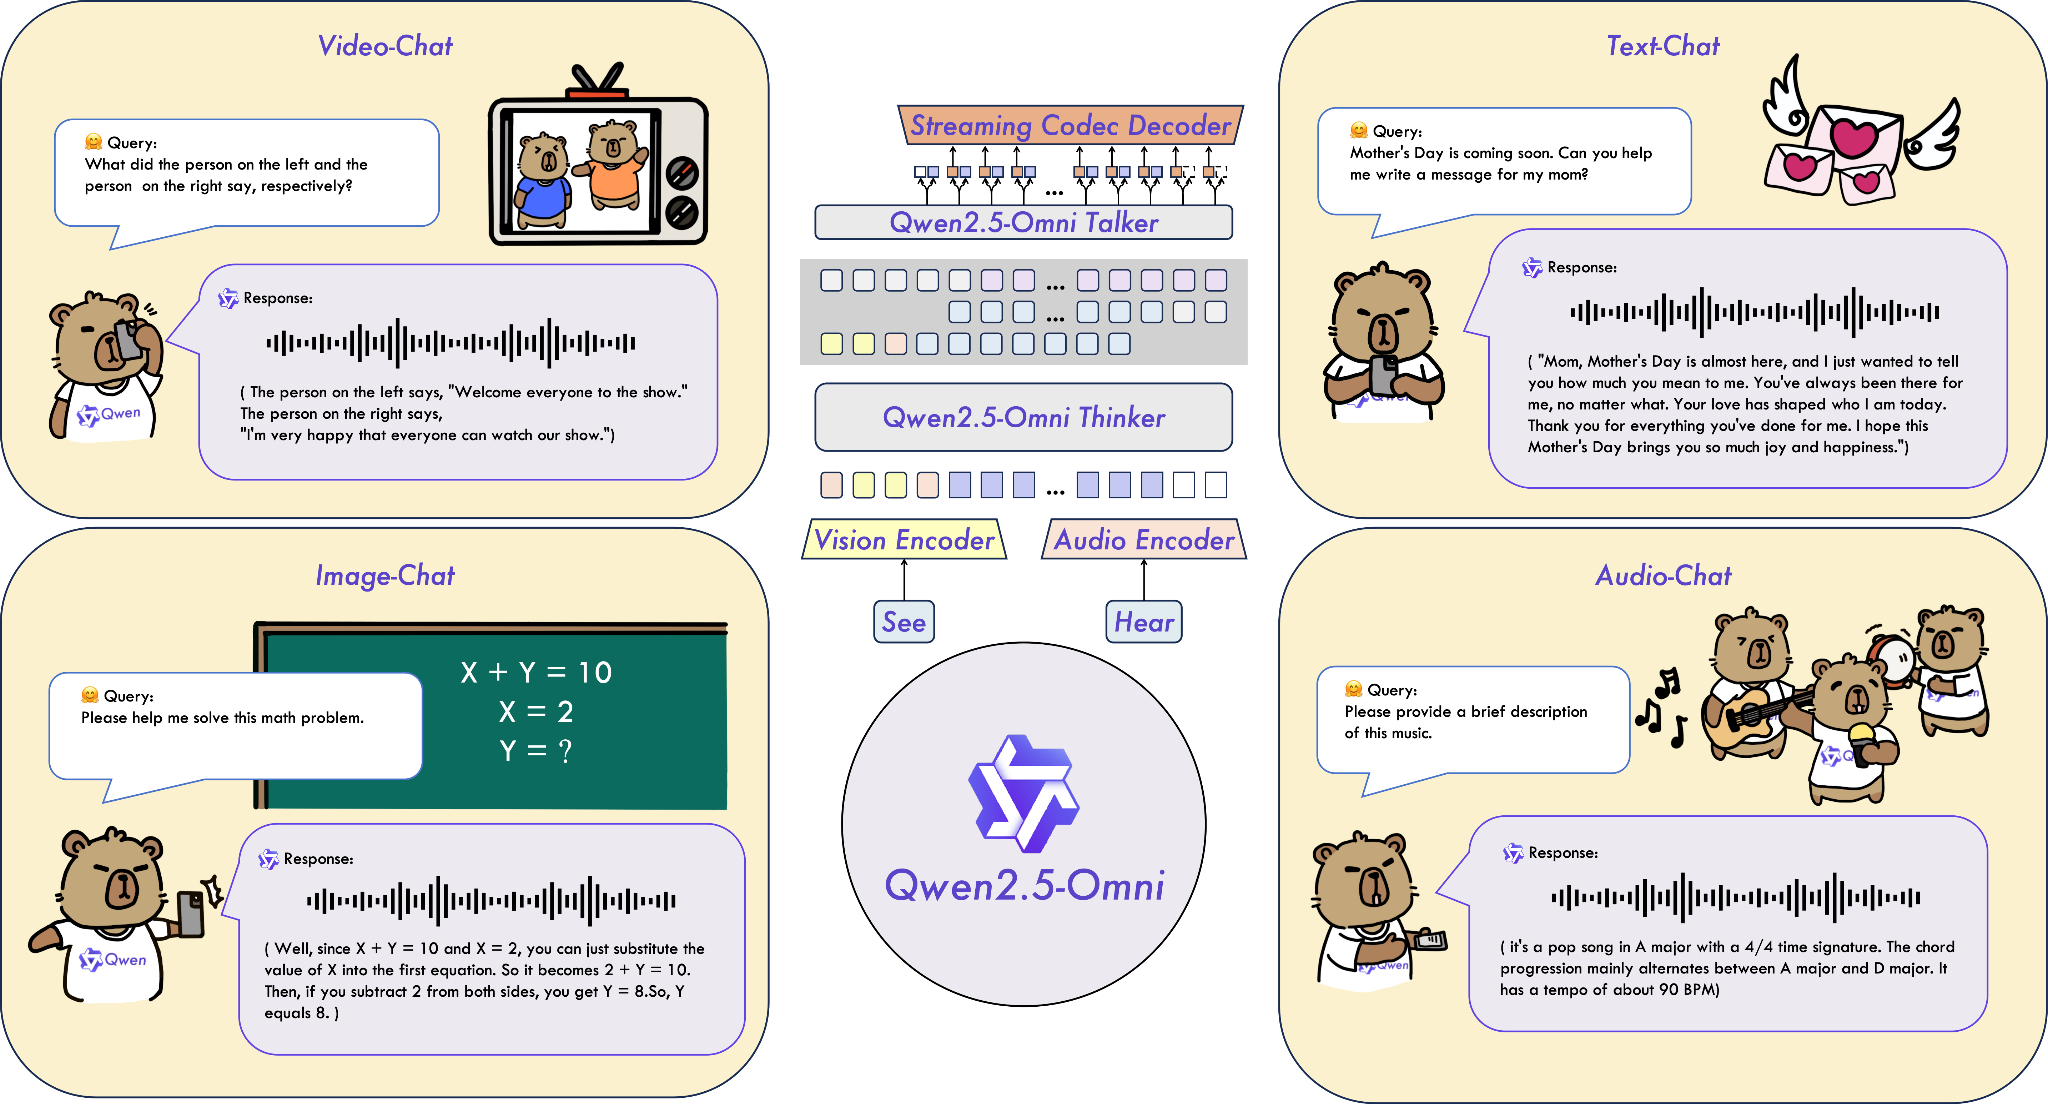 Video-Chat
🤗 Query:
What did the person on the left and the
person on the right say, respectively?
Response:
( The person on the left says, "Welcome everyone to the show."
The person on the right says,
"I'm very happy that everyone can watch our show.")
Qwen
Image-Chat
X + Y = 10
X = 2
Y = ?
🤗 Query:
Please help me solve this math problem.
Response:
( Well, since X + Y = 10 and X = 2, you can just substitute the
value of X into the first equation. So it becomes 2 + Y = 10.
Then, if you subtract 2 from both sides, you get Y = 8.So, Y
equals 8. )
Qwen
Streaming Codec Decoder
...
Qwen2.5-Omni Talker
...
...
Qwen2.5-Omni Thinker
...
Vision Encoder
Audio Encoder
See
Hear
Qwen2.5-Omni
Text-Chat
🤗 Query:
Mother's Day is coming soon. Can you help
me write a message for my mom?
Response:
( "Mom, Mother's Day is almost here, and I just wanted to tell
you how much you mean to me. You've always been there for
me, no matter what. Your love has shaped who I am today.
Thank you for everything you've done for me. I hope this
Mother's Day brings you so much joy and happiness.")
Qwen
Audio-Chat
🤗 Query:
Please provide a brief description
of this music.
Response:
( it's a pop song in A major with a 4/4 time signature. The chord
progression mainly alternates between A major and D major. It
has a tempo of about 90 BPM)
Qwen